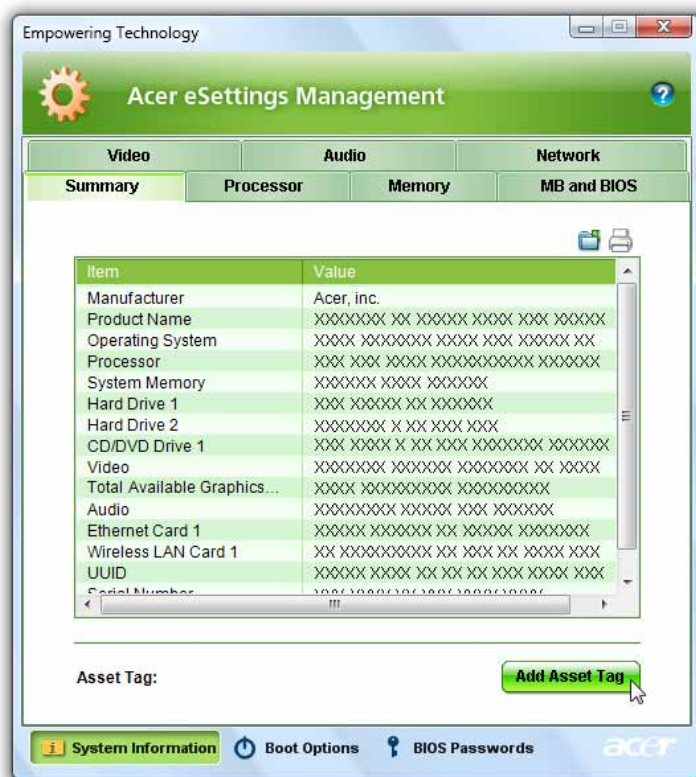 Empowering Technology
Acer eSettings Management
Video Audio Network
Summary Processor Memory MB and BIOS
Item Value
Manufacturer Acer, inc.
Product Name XXXXXXX XX XXXXX XXXX XXX XXXXX
Operating System XXXX XXXXXXX XXXX XXX XXXXX XX
Processor XXX XXX XXXX XXXXXXXXXX XXXXXX
System Memory XXXXXX XXXX XXXXXX
Hard Drive 1 XXX XXXXX XX XXXXXX
Hard Drive 2 XXXXXX X XX XXX XXX
CD/DVD Drive 1 XXX XXXX X XX XXX XXXXXXX XXXXXX
Video XXXXXXX XXXXXX XXXXXXX XX XXXX
Total Available Graphics... XXXX XXXXXXXXX XXXXXXXXX
Audio XXXXXXXX XXXXX XXX XXXXXX
Ethernet Card 1 XXXXX XXXXXX XX XXXXX XXXXXXX
Wireless LAN Card 1 XX XXXXXXXXX XX XXX XX XXXX XXX
UUID XXXXX XXXX XX XX XX XXX XXXX XXX
Serial Number
Asset Tag: Add Asset Tag
System Information Boot Options BIOS Passwords
acer